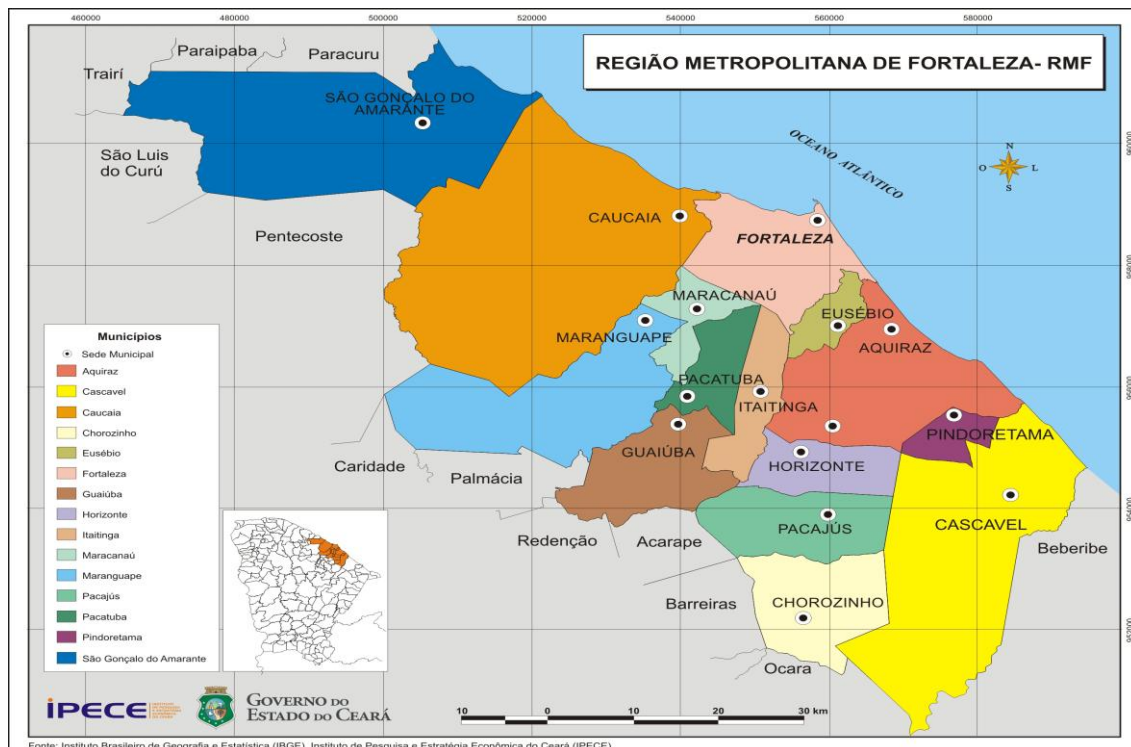 460000
480000
500000
520000
540000
560000
580000
REGIÃO METROPOLITANA DE FORTALEZA- RMF
Paraipaba
Paracuru
Trairí
SÃO GONÇALO DO
AMARANTE
São Luis
do Curú
OCEANO ATLÂNTICO
N
O
L
S
Pentecoste
CAUCAIA
FORTALEZA
MARACANAÚ
EUSÉBIO
MARANGUAPE
AQUIRAZ
PACATUBA
ITAITINGA
PINDORETAMA
GUAIÚBA
HORIZONTE
Caridade
Palmácia
PACAJÚS
CASCAVEL
Redenção
Acarape
Beberibe
Barreiras
CHOROZINHO
Ocara
Municípios
Sede Municipal
Aquiraz
Cascavel
Caucaia
Chorozinho
Eusébio
Fortaleza
Guaiúba
Horizonte
Itaitinga
Maracanaú
Maranguape
Pacajús
Pacatuba
Pindoretama
São Gonçalo do Amarante
IPECE
GOVERNO DO
ESTADO DO CEARÁ
10 0 10 20 30 km
Fonte: Instituto Brasileiro de Geografia e Estatística (IBGE), Instituto de Pesquisa e Estratégia Econômica do Ceará (IPECE)